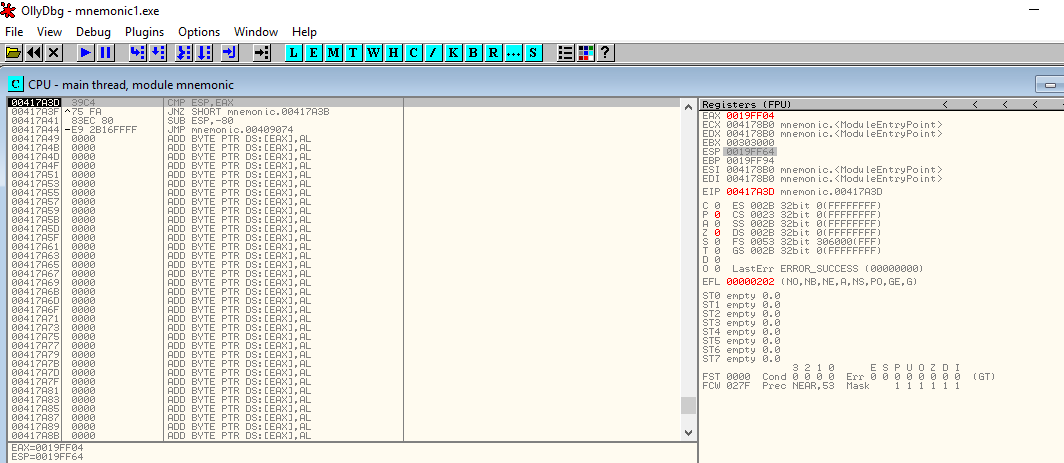 OllyDbg - mnemonic1.exe
File View Debug Plugins Options Window Help
L E M T W H C / K B R ... S ?
C CPU - main thread, module mnemonic
00417A3D 39C4 CMP ESP,EAX
00417A3F ^75 FA JNZ SHORT mnemonic.00417A3B
00417A41 83EC 80 SUB ESP,-80
00417A44 -E9 2B16FFFF JMP mnemonic.00409074
00417A49 0000 ADD BYTE PTR DS:[EAX],AL
00417A4B 0000 ADD BYTE PTR DS:[EAX],AL
00417A4D 0000 ADD BYTE PTR DS:[EAX],AL
00417A4F 0000 ADD BYTE PTR DS:[EAX],AL
00417A51 0000 ADD BYTE PTR DS:[EAX],AL
00417A53 0000 ADD BYTE PTR DS:[EAX],AL
00417A55 0000 ADD BYTE PTR DS:[EAX],AL
00417A57 0000 ADD BYTE PTR DS:[EAX],AL
00417A59 0000 ADD BYTE PTR DS:[EAX],AL
00417A5B 0000 ADD BYTE PTR DS:[EAX],AL
00417A5D 0000 ADD BYTE PTR DS:[EAX],AL
00417A5F 0000 ADD BYTE PTR DS:[EAX],AL
00417A61 0000 ADD BYTE PTR DS:[EAX],AL
00417A63 0000 ADD BYTE PTR DS:[EAX],AL
00417A65 0000 ADD BYTE PTR DS:[EAX],AL
00417A67 0000 ADD BYTE PTR DS:[EAX],AL
00417A69 0000 ADD BYTE PTR DS:[EAX],AL
00417A6B 0000 ADD BYTE PTR DS:[EAX],AL
00417A6D 0000 ADD BYTE PTR DS:[EAX],AL
00417A6F 0000 ADD BYTE PTR DS:[EAX],AL
00417A71 0000 ADD BYTE PTR DS:[EAX],AL
00417A73 0000 ADD BYTE PTR DS:[EAX],AL
00417A75 0000 ADD BYTE PTR DS:[EAX],AL
00417A77 0000 ADD BYTE PTR DS:[EAX],AL
00417A79 0000 ADD BYTE PTR DS:[EAX],AL
00417A7B 0000 ADD BYTE PTR DS:[EAX],AL
00417A7D 0000 ADD BYTE PTR DS:[EAX],AL
00417A7F 0000 ADD BYTE PTR DS:[EAX],AL
00417A81 0000 ADD BYTE PTR DS:[EAX],AL
00417A83 0000 ADD BYTE PTR DS:[EAX],AL
00417A85 0000 ADD BYTE PTR DS:[EAX],AL
00417A87 0000 ADD BYTE PTR DS:[EAX],AL
00417A89 0000 ADD BYTE PTR DS:[EAX],AL
00417A8B 0000 ADD BYTE PTR DS:[EAX],AL
EAX=0019FF04
ESP=0019FF64
Registers (FPU) < < < < <
EAX 0019FF04
ECX 004178B0 mnemonic.<ModuleEntryPoint>
EDX 004178B0 mnemonic.<ModuleEntryPoint>
EBX 00303000
ESP 0019FF64
EBP 0019FF94
ESI 004178B0 mnemonic.<ModuleEntryPoint>
EDI 004178B0 mnemonic.<ModuleEntryPoint>
EIP 00417A3D mnemonic.00417A3D
C 0 ES 002B 32bit 0(FFFFFFFF)
P 0 CS 0023 32bit 0(FFFFFFFF)
A 0 SS 002B 32bit 0(FFFFFFFF)
Z 0 DS 002B 32bit 0(FFFFFFFF)
S 0 FS 0053 32bit 306000(FFF)
T 0 GS 002B 32bit 0(FFFFFFFF)
D 0
O 0 LastErr ERROR_SUCCESS (00000000)
EFL 00000202 (NO,NB,NE,A,NS,PO,GE,G)
ST0 empty 0.0
ST1 empty 0.0
ST2 empty 0.0
ST3 empty 0.0
ST4 empty 0.0
ST5 empty 0.0
ST6 empty 0.0
ST7 empty 0.0
3 2 1 0 E S P U O Z D I
FST 0000 Cond 0 0 0 0 Err 0 0 0 0 0 0 0 0 (GT)
FCW 027F Prec NEAR,53 Mask 1 1 1 1 1 1